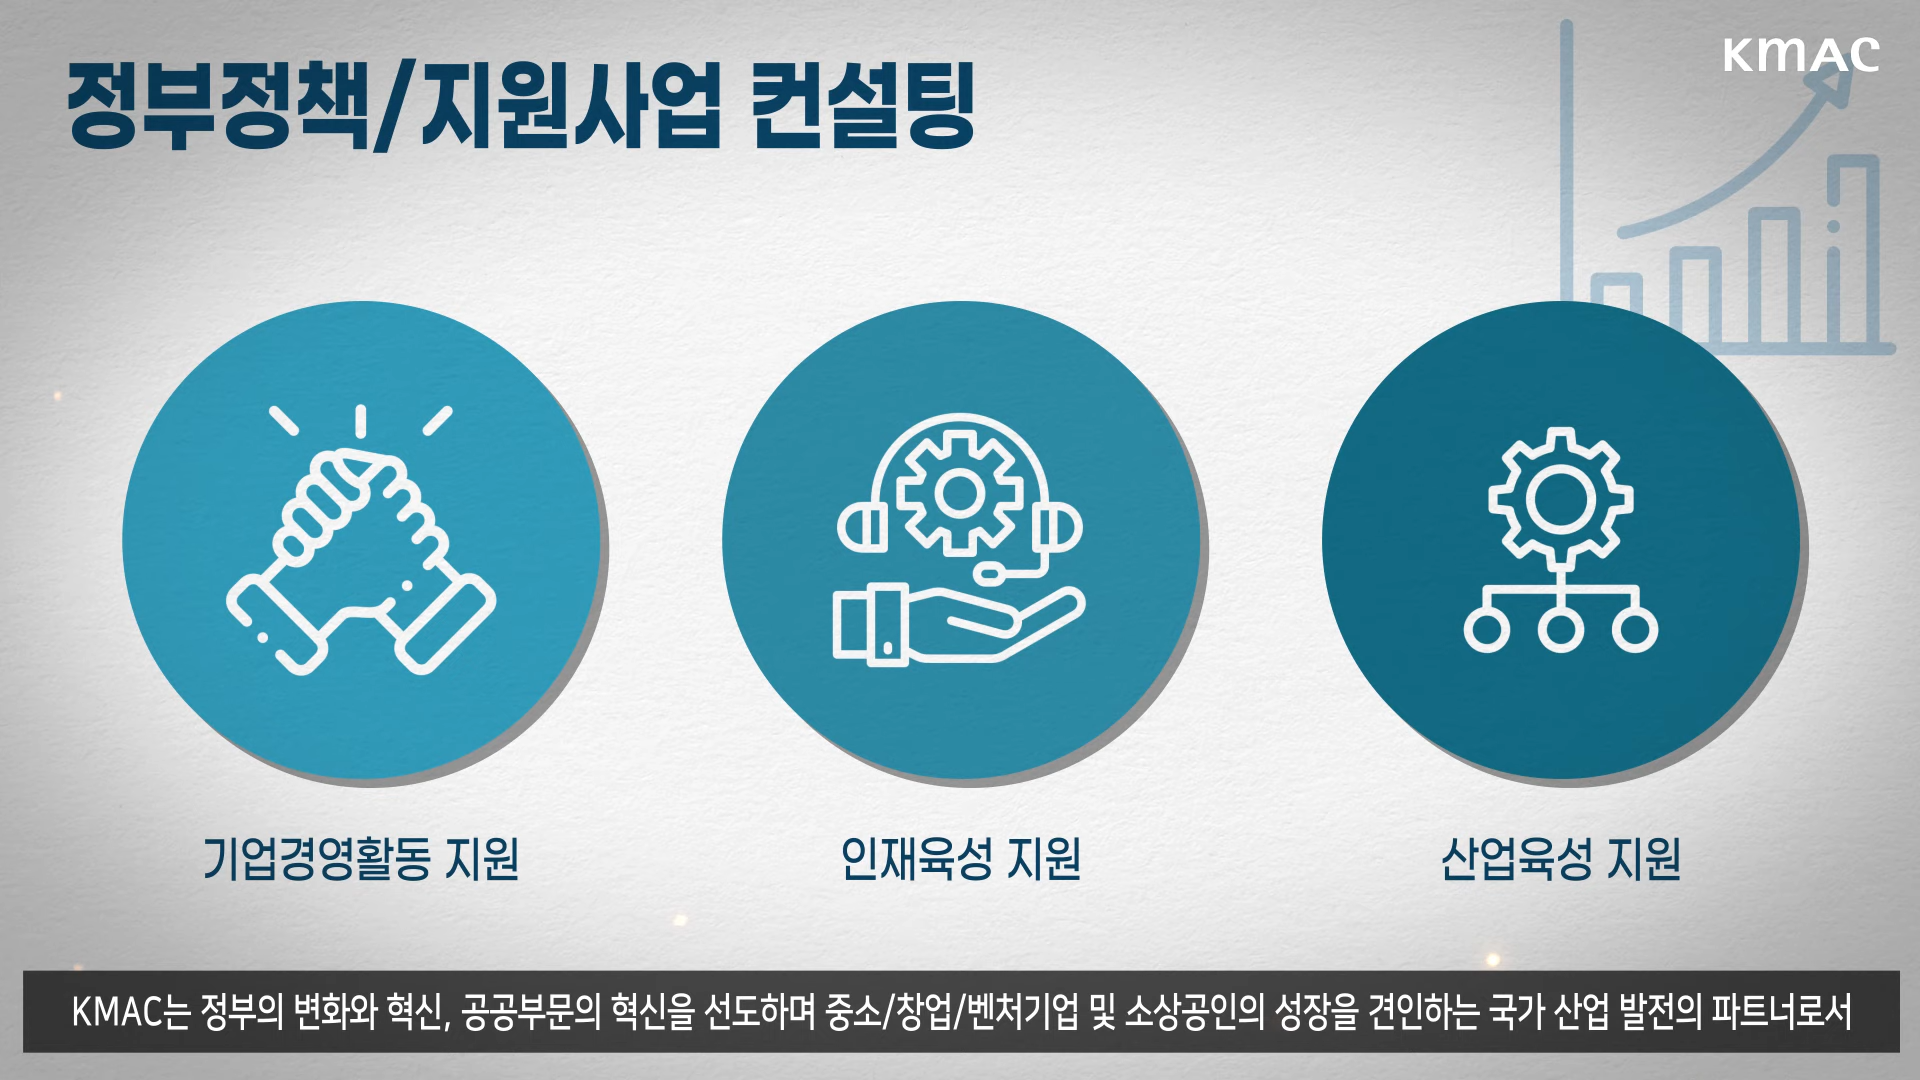 정부정책/지원사업 컨설팅
KMAC
기업경영활동 지원
인재육성 지원
산업육성 지원
KMAC는 정부의 변화와 혁신, 공공부문의 혁신을 선도하며 중소/창업/벤처기업 및 소상공인의 성장을 견인하는 국가 산업 발전의 파트너로서